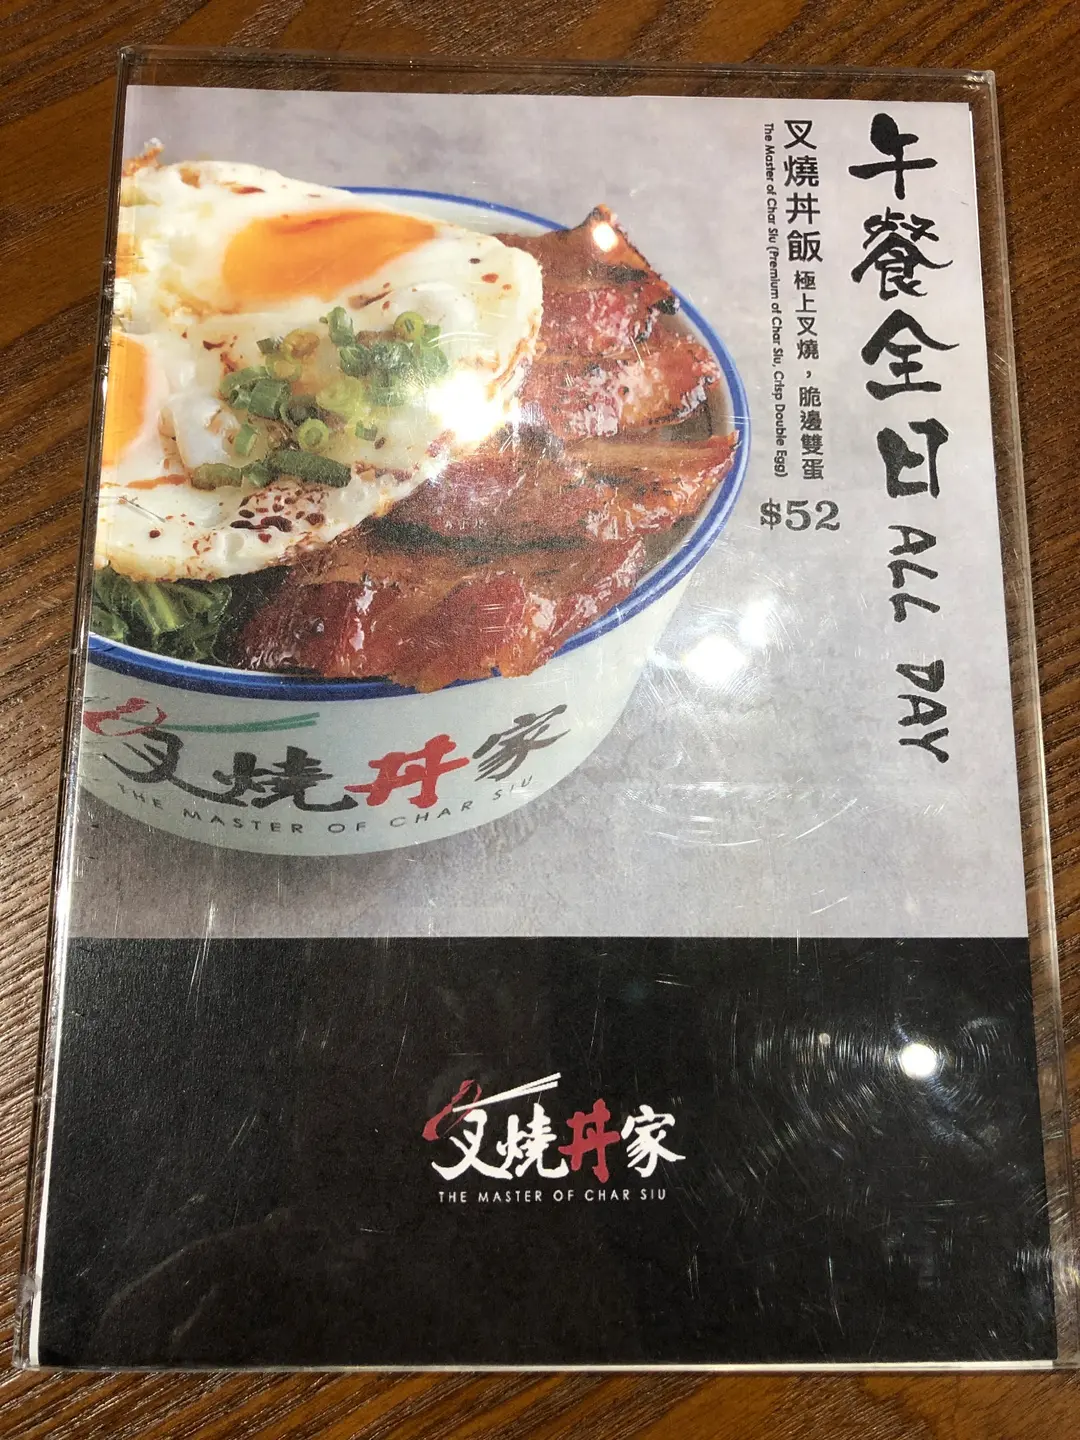 午餐全日 ALL DAY
叉燒丼飯 極上叉燒，脆邊雙蛋
The Master of Char Siu (Premium of Char Siu, Crisp Double Egg)
$52
叉燒丼家
THE MASTER OF CHAR SIU
叉燒丼家
THE MASTER OF CHAR SIU